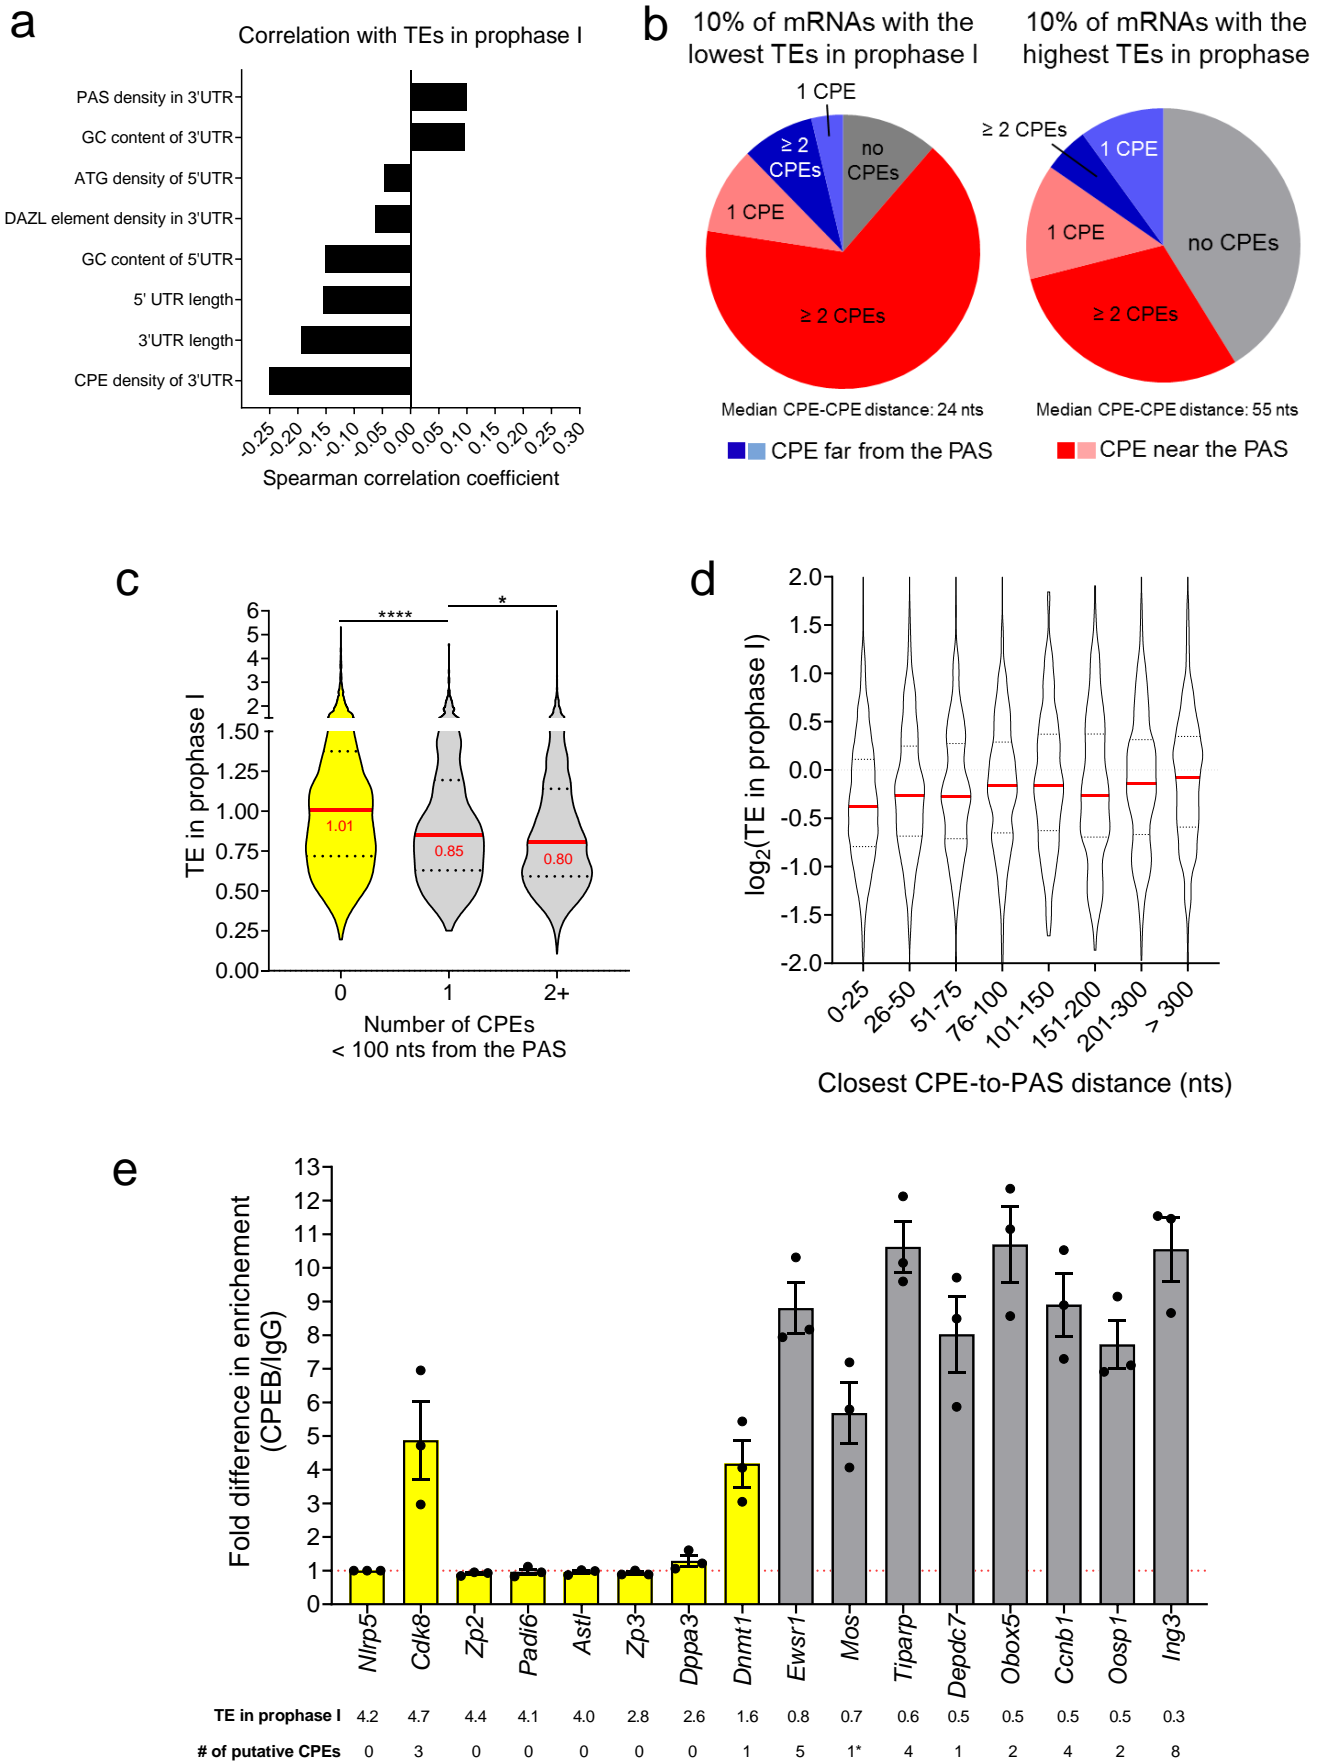 a
Correlation with TEs in prophase I
PAS density in 3'UTR
GC content of 3'UTR
ATG density of 5'UTR
DAZL element density in 3'UTR
GC content of 5'UTR
5' UTR length
3'UTR length
CPE density of 3'UTR
-0.25 -0.20 -0.15 -0.10 -0.05 0.00 0.05 0.10 0.15 0.20 0.25 0.30
Spearman correlation coefficient
b
10% of mRNAs with the
lowest TEs in prophase I
1 CPE
≥ 2
CPEs
no
CPEs
1 CPE
≥ 2 CPEs
Median CPE-CPE distance: 24 nts
10% of mRNAs with the
highest TEs in prophase
≥ 2 CPEs
1 CPE
1 CPE
no CPEs
≥ 2 CPEs
Median CPE-CPE distance: 55 nts
CPE far from the PAS
CPE near the PAS
c
TE in prophase I
6
5
4
3
2
1.50
1.25
1.00
0.75
0.50
0.25
0.00
****
*
1.01
0.85
0.80
0 1 2+
Number of CPEs
< 100 nts from the PAS
d
log2(TE in prophase I)
2.0
1.5
1.0
0.5
0.0
-0.5
-1.0
-1.5
-2.0
0-25 26-50 51-75 76-100 101-150 151-200 201-300 > 300
Closest CPE-to-PAS distance (nts)
e
Fold difference in enrichement
(CPEB/IgG)
13
12
11
10
9
8
7
6
5
4
3
2
1
0
Nlrp5 Cdk8 Zp2 Padi6 Astl Zp3 Dppa3 Dnmt1 Ewsr1 Mos Tiparp Depdc7 Obox5 Ccnb1 Oosp1 Ing3
TE in prophase I 4.2 4.7 4.4 4.1 4.0 2.8 2.6 1.6 0.8 0.7 0.6 0.5 0.5 0.5 0.5 0.3
# of putative CPEs 0 3 0 0 0 0 0 1 5 1* 4 1 2 4 2 8